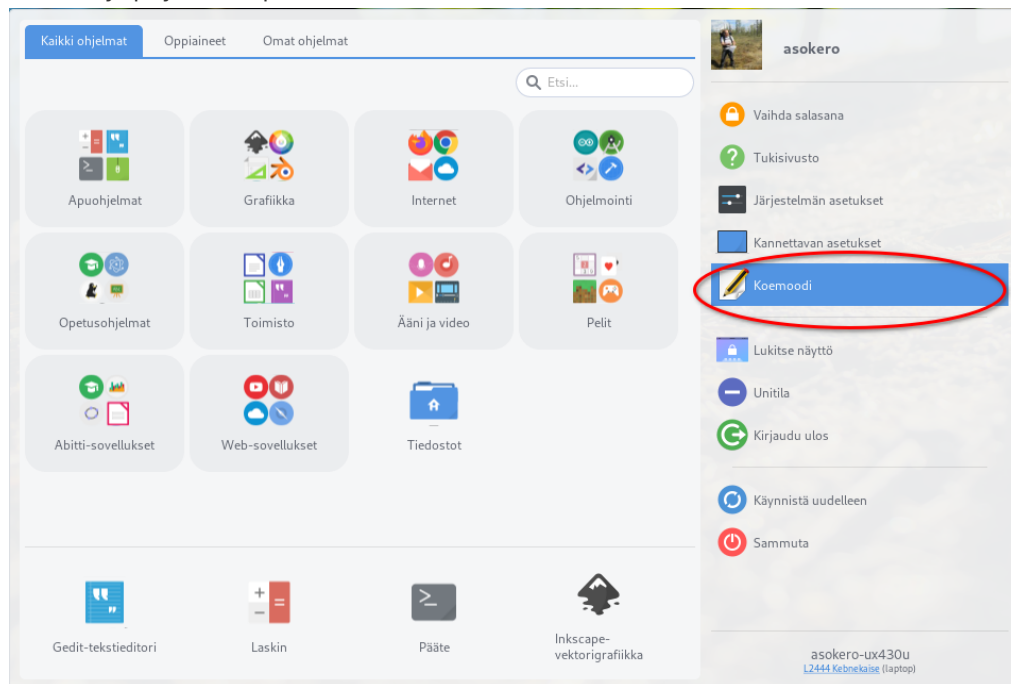 Kaikki ohjelmat
Oppiaineet
Omat ohjelmat
Etsi...
Apuohjelmat
Grafiikka
Internet
Ohjelmointi
Opetusohjelmat
Toimisto
Ääni ja video
Pelit
Abitti-sovellukset
Web-sovellukset
Tiedostot
Gedit-tekstieditori
Laskin
Pääte
Inkscape-
vektorigrafiikka
asokero
Vaihda salasana
Tukisivusto
Järjestelmän asetukset
Kannettavan asetukset
Koemoodi
Lukitse näyttö
Unitila
Kirjaudu ulos
Käynnistä uudelleen
Sammuta
asokero-ux430u
L2444 Kebnekaise (laptop)